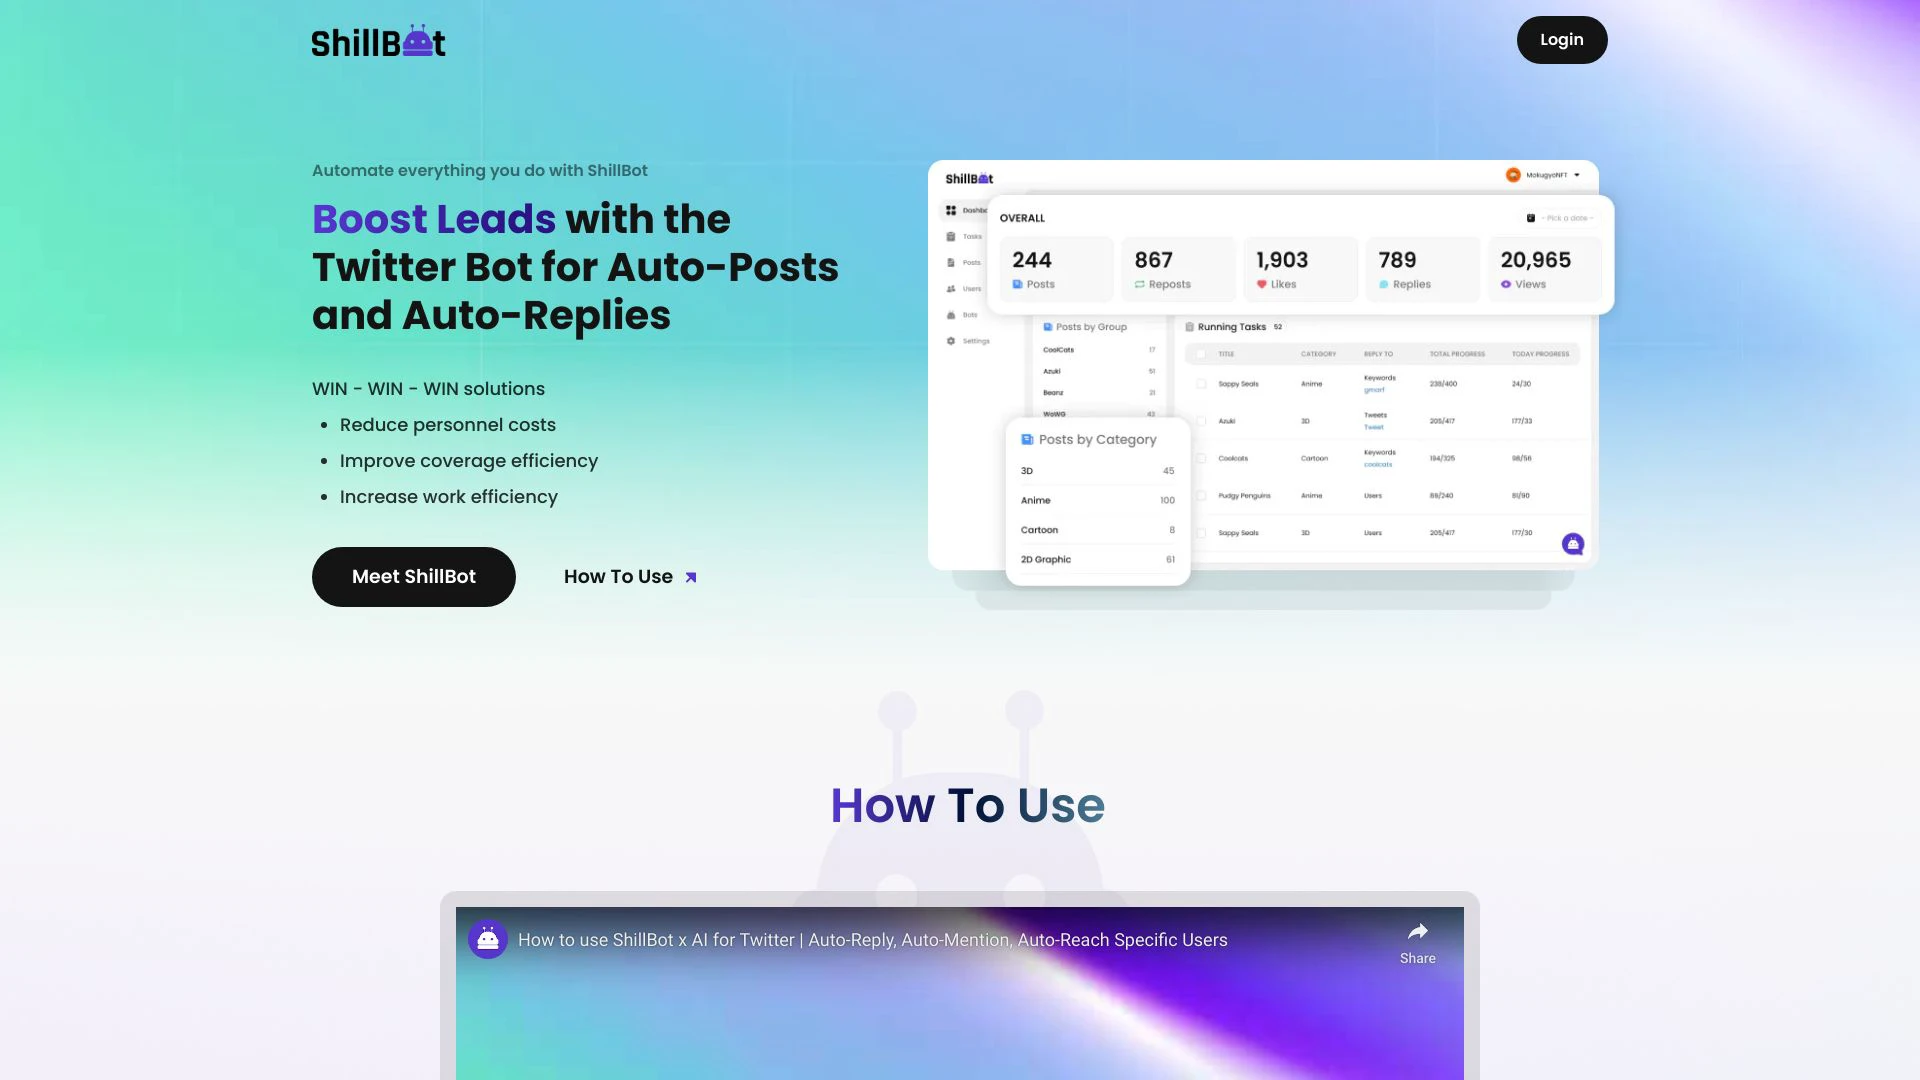 ShillBot
Login
Automate everything you do with ShillBot
Boost Leads with the
Twitter Bot for Auto-Posts
and Auto-Replies
WIN - WIN - WIN solutions
• Reduce personnel costs
• Improve coverage efficiency
• Increase work efficiency
Meet ShillBot
How To Use
ShillBot
MokugyoNFT
Dashbo
Tasks
Posts
Users
Bots
Settings
OVERALL
- Pick a date -
244 867 1,903 789 20,965
Posts Reposts Likes Replies Views
Posts by Group
CoolCats 17
Azuki 51
Beanz 21
WoWG 43
Posts by Category
3D 45
Anime 100
Cartoon 8
2D Graphic 61
Running Tasks 52
TITLE CATEGORY REPLY TO TOTAL PROGRESS TODAY PROGRESS
Sappy Seals Anime Keywords gmarf 238/400 24/30
Azuki 3D Tweets Tweet 205/417 177/33
Coolcats Cartoon Keywords coolcats 194/325 98/56
Pudgy Penguins Anime Users 89/240 81/90
Sappy Seals 3D Users 205/417 177/30
How To Use
How to use ShillBot x AI for Twitter | Auto-Reply, Auto-Mention, Auto-Reach Specific Users
Share